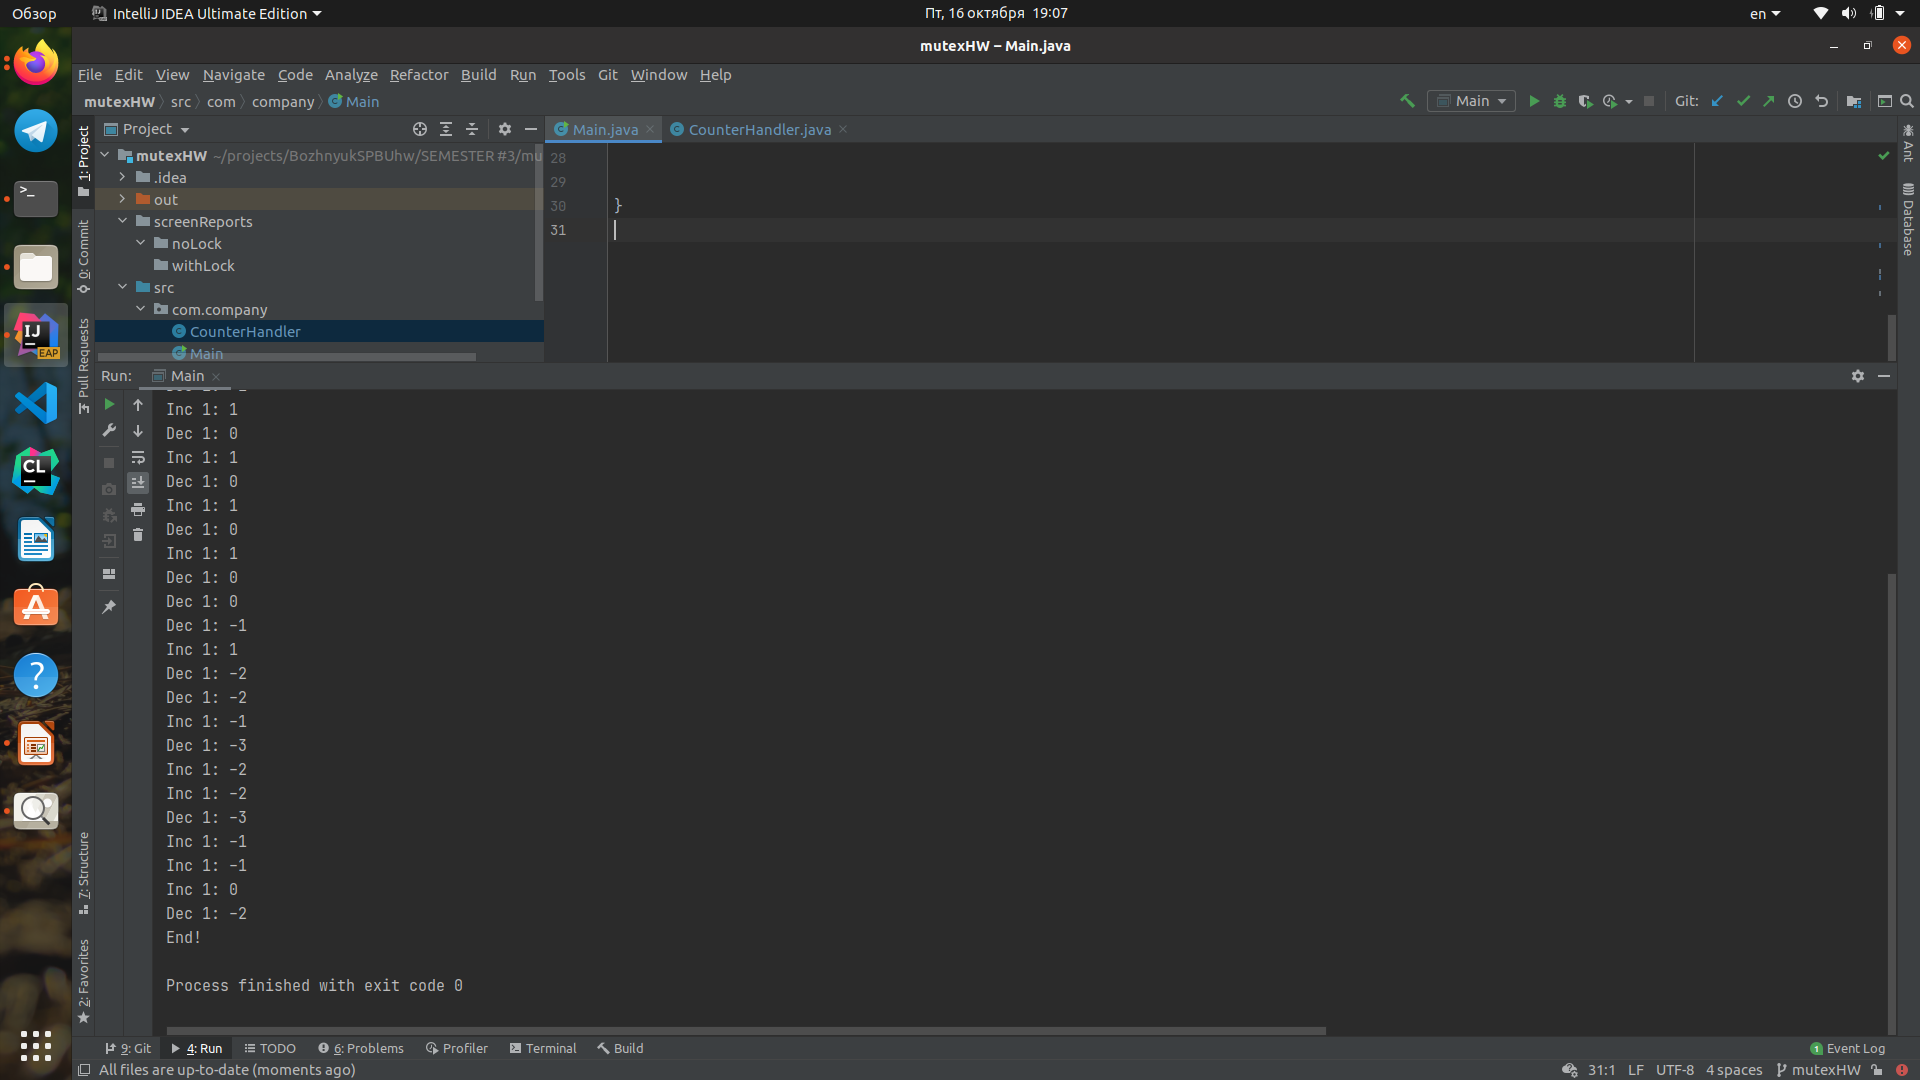 Обзор IntelliJ IDEA Ultimate Edition Пт, 16 октября 19:07 en
mutexHW – Main.java
File Edit View Navigate Code Analyze Refactor Build Run Tools Git Window Help
mutexHW src com company Main Main Git:
1: Project Project Main.java CounterHandler.java Ant
mutexHW ~/projects/BozhnyukSPBUhw/SEMESTER #3/mu 28
.idea 29
out 30 }
screenReports 31
noLock
withLock
src
com.company
CounterHandler
Main
0: Commit
Pull Requests
Database
IJ
EAP
CL
Run: Main
Inc 1: 1
Dec 1: 0
Inc 1: 1
Dec 1: 0
Inc 1: 1
Dec 1: 0
Inc 1: 1
Dec 1: 0
Dec 1: 0
Dec 1: -1
Inc 1: 1
Dec 1: -2
Dec 1: -2
Inc 1: -1
Dec 1: -3
Inc 1: -2
Inc 1: -2
Dec 1: -3
Inc 1: -1
Inc 1: -1
Inc 1: 0
Dec 1: -2
End!
Process finished with exit code 0
7: Structure
2: Favorites
9: Git 4: Run TODO 6: Problems Profiler Terminal Build 1 Event Log
All files are up-to-date (moments ago) 31:1 LF UTF-8 4 spaces mutexHW